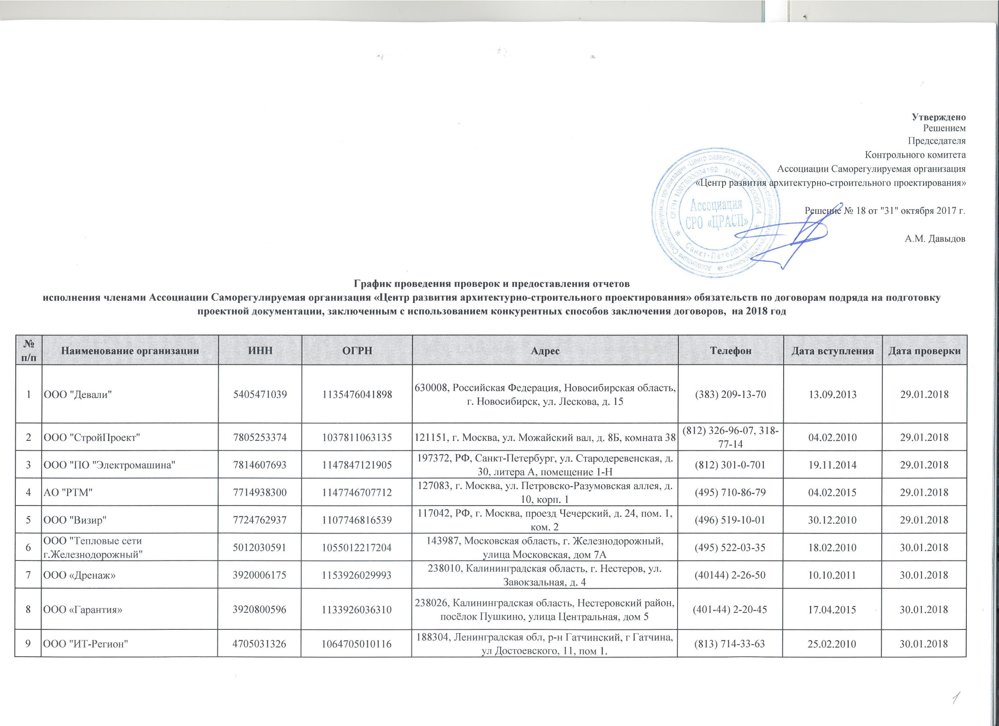 Утверждено
Решением
Председателя
Контрольного комитета
Ассоциации Саморегулируемая организация
«Центр развития архитектурно-строительного проектирования»
Решение № 18 от "31" октября 2017 г.
А.М. Давыдов
Ассоциация Саморегулируемая организация «Центр развития архитектурно-строительного проектирования»
ОГРН 1087800004192 ИНН
Ассоциация
СРО «ЦРАСП»
Санкт-Петербург
График проведения проверок и предоставления отчетов
исполнения членами Ассоциации Саморегулируемая организация «Центр развития архитектурно-строительного проектирования» обязательств по договорам подряда на подготовку
проектной документации, заключенным с использованием конкурентных способов заключения договоров, на 2018 год
№ п/п Наименование организации ИНН ОГРН Адрес Телефон Дата вступления Дата проверки
1 ООО "Девали" 5405471039 1135476041898 630008, Российская Федерация, Новосибирская область, (383) 209-13-70 13.09.2013 29.01.2018
г. Новосибирск, ул. Лескова, д. 15
2 ООО "СтройПроект" 7805253374 1037811063135 121151, г. Москва, ул. Можайский вал, д. 8Б, комната 38 (812) 326-96-07, 318- 04.02.2010 29.01.2018
77-14
3 ООО "ПО "Электромашина" 7814607693 1147847121905 197372, РФ, Санкт-Петербург, ул. Стародеревенская, д. (812) 301-0-701 19.11.2014 29.01.2018
30, литера А, помещение 1-Н
4 АО "РТМ" 7714938300 1147746707712 127083, г. Москва, ул. Петровско-Разумовская аллея, д. (495) 710-86-79 04.02.2015 29.01.2018
10, корп. 1
5 ООО "Визир" 7724762937 1107746816539 117042, РФ, г. Москва, проезд Чечерский, д. 24, пом. 1, (496) 519-10-01 30.12.2010 29.01.2018
ком. 2
6 ООО "Тепловые сети 5012030591 1055012217204 143987, Московская область, г. Железнодорожный, (495) 522-03-35 18.02.2010 30.01.2018
г.Железнодорожный" улица Московская, дом 7А
7 ООО «Дренаж» 3920006175 1153926029993 238010, Калининградская область, г. Нестеров, ул. (40144) 2-26-50 10.10.2011 30.01.2018
Завокзальная, д. 4
8 ООО «Гарантия» 3920800596 1133926036310 238026, Калининградская область, Нестеровский район, (401-44) 2-20-45 17.04.2015 30.01.2018
посёлок Пушкино, улица Центральная, дом 5
9 ООО "ИТ-Регион" 4705031326 1064705010116 188304, Ленинградская обл, р-н Гатчинский, г Гатчина, (813) 714-33-63 25.02.2010 30.01.2018
ул Достоевского, 11, пом 1.
1